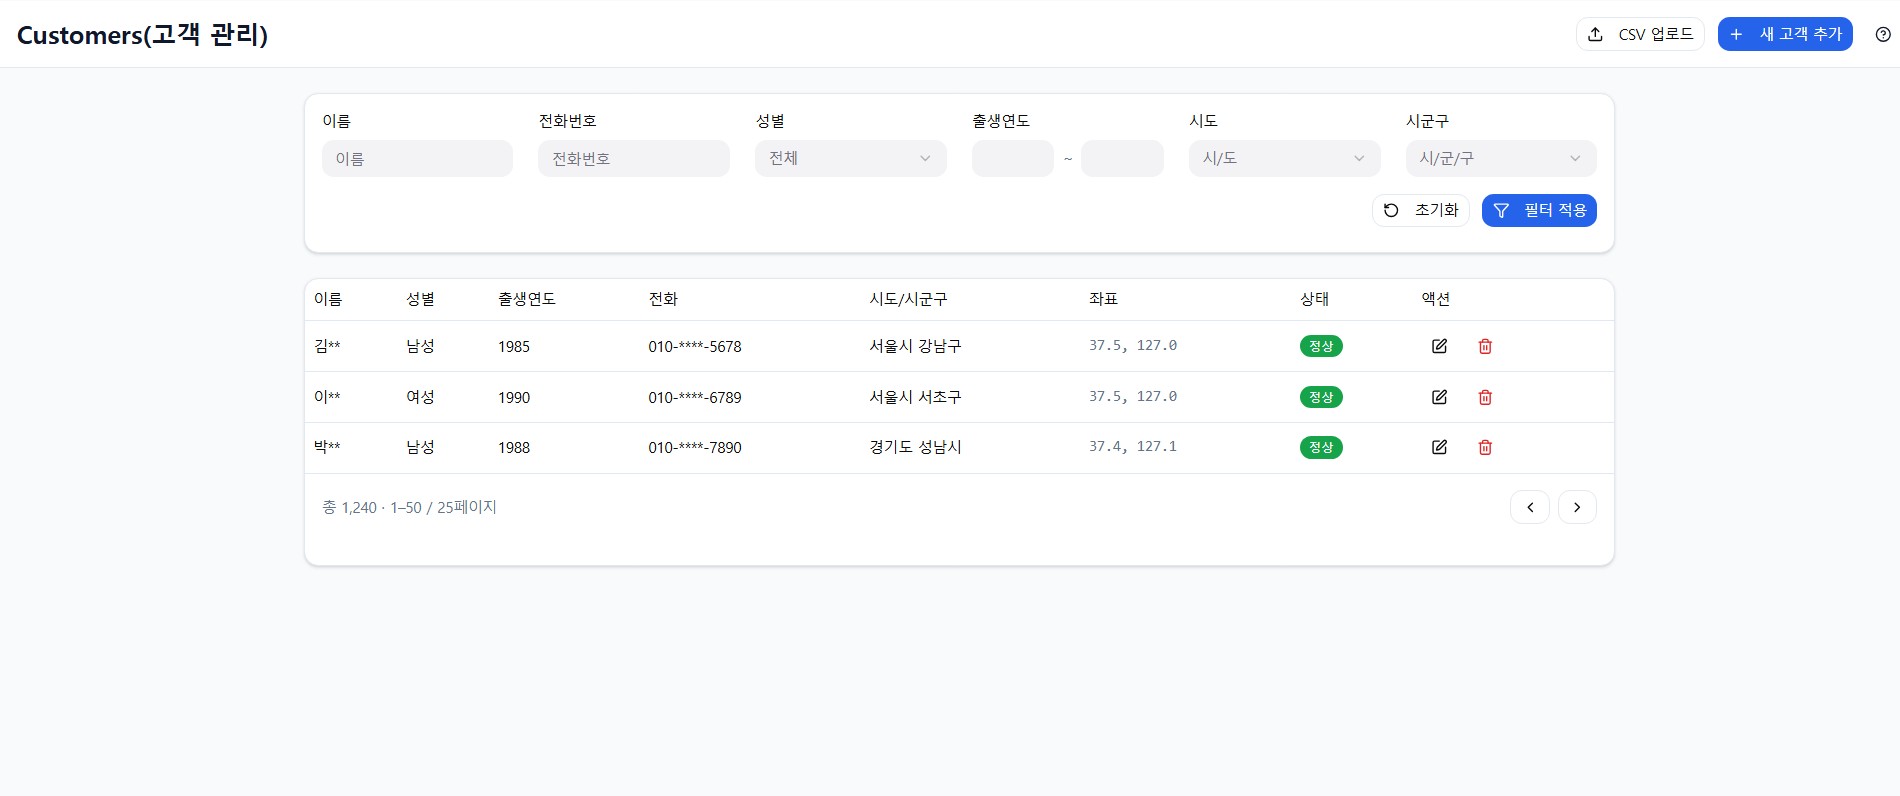 Customers(고객 관리)
CSV 업로드
새 고객 추가
이름 전화번호 성별 출생연도 시도 시군구
이름 전화번호 전체 ~ 시/도 시/군/구
초기화 필터 적용
이름 성별 출생연도 전화 시도/시군구 좌표 상태 액션
김** 남성 1985 010-****-5678 서울시 강남구 37.5, 127.0 정상
이** 여성 1990 010-****-6789 서울시 서초구 37.5, 127.0 정상
박** 남성 1988 010-****-7890 경기도 성남시 37.4, 127.1 정상
총 1,240 · 1–50 / 25페이지